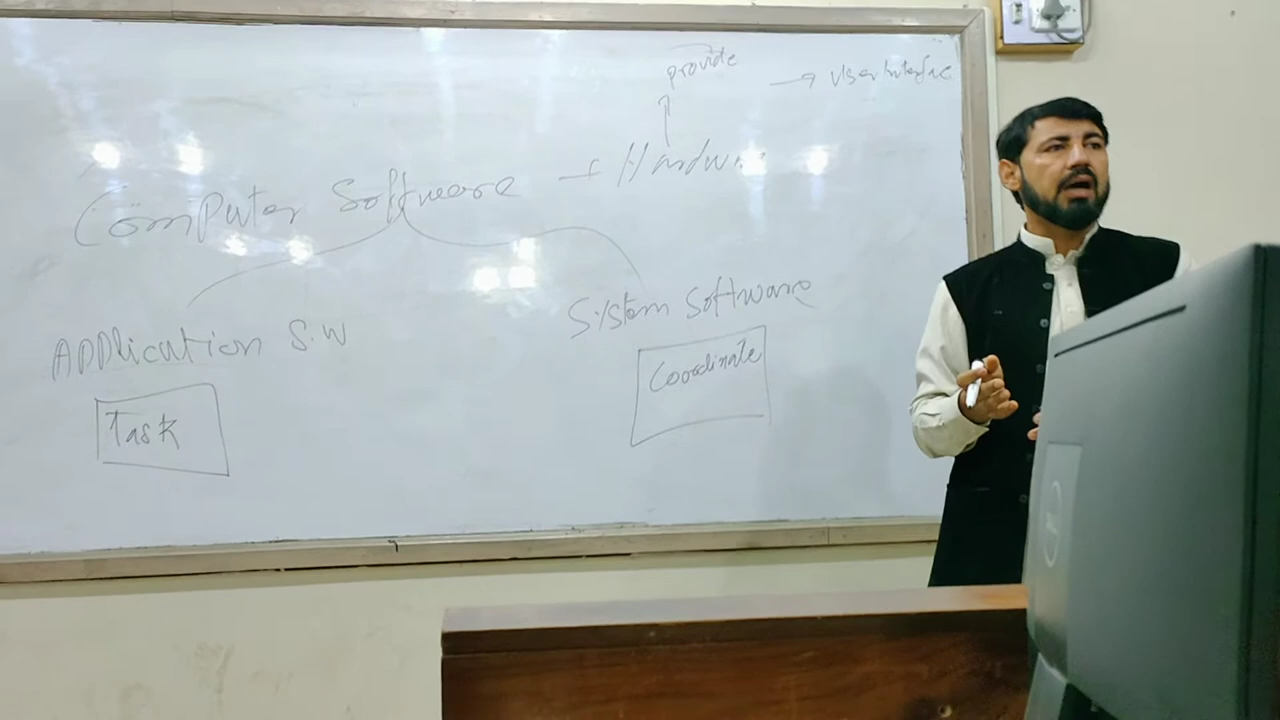 provide → User Interface
Computer Software + Hardware
Application S.W
System Software
Task
Coordinate